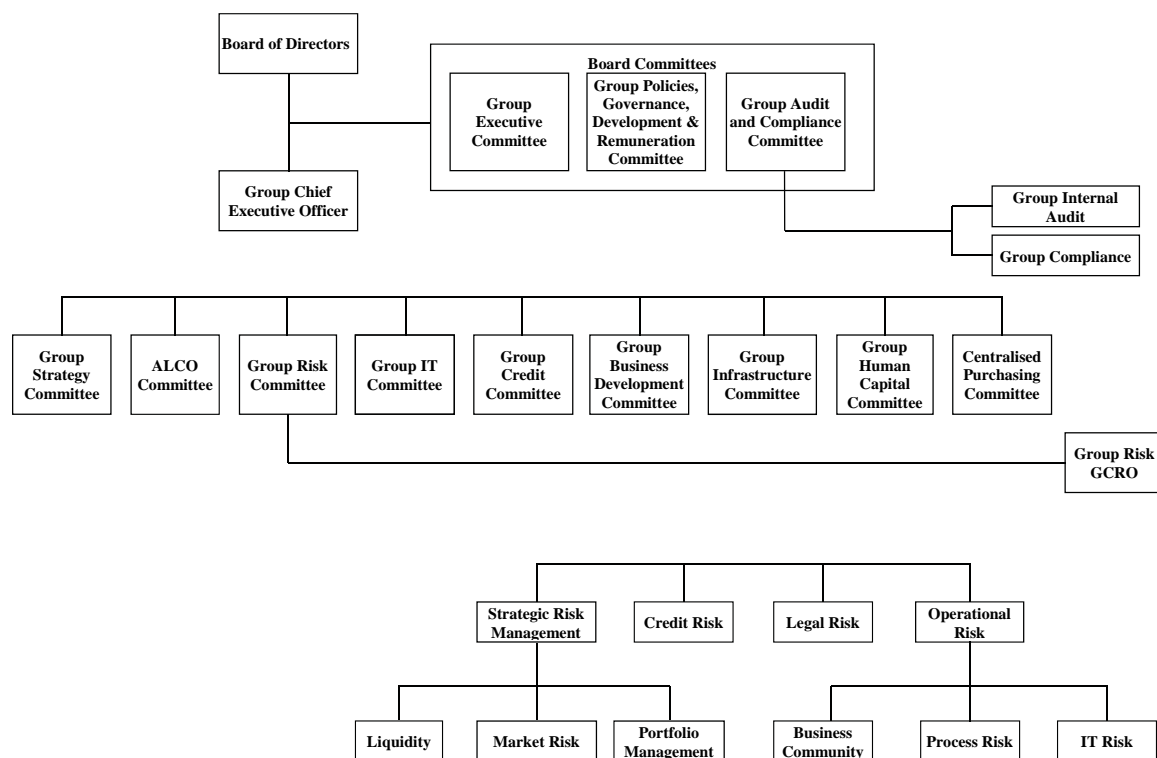 Board of Directors
Board Committees
Group
Executive
Committee
Group Policies,
Governance,
Development &
Remuneration
Committee
Group Audit
and Compliance
Committee
Group Chief
Executive Officer
Group Internal
Audit
Group Compliance
Group
Strategy
Committee
ALCO
Committee
Group Risk
Committee
Group IT
Committee
Group
Credit
Committee
Group
Business
Development
Committee
Group
Infrastructure
Committee
Group
Human
Capital
Committee
Centralised
Purchasing
Committee
Group Risk
GCRO
Strategic Risk
Management
Credit Risk
Legal Risk
Operational
Risk
Liquidity
Market Risk
Portfolio
Management
Business
Community
Process Risk
IT Risk